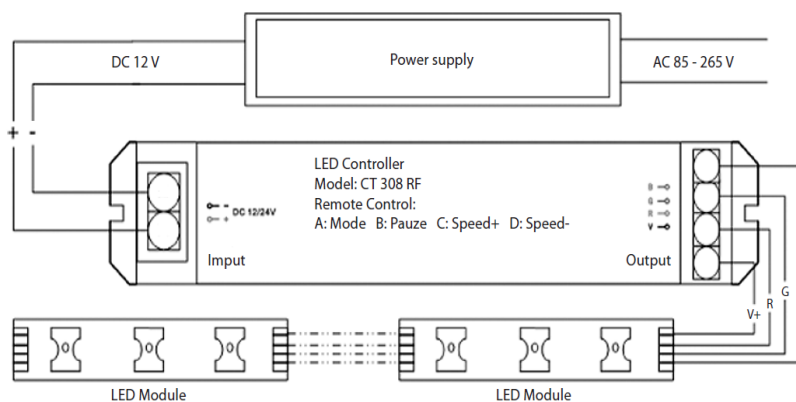 DC 12 V
Power supply
AC 85 - 265 V
+ -
LED Controller
Model: CT 308 RF
Remote Control:
A: Mode B: Pauze C: Speed+ D: Speed-
-
+
DC 12/24V
B
G
R
V
Imput
Output
G
R
V+
LED Module
LED Module